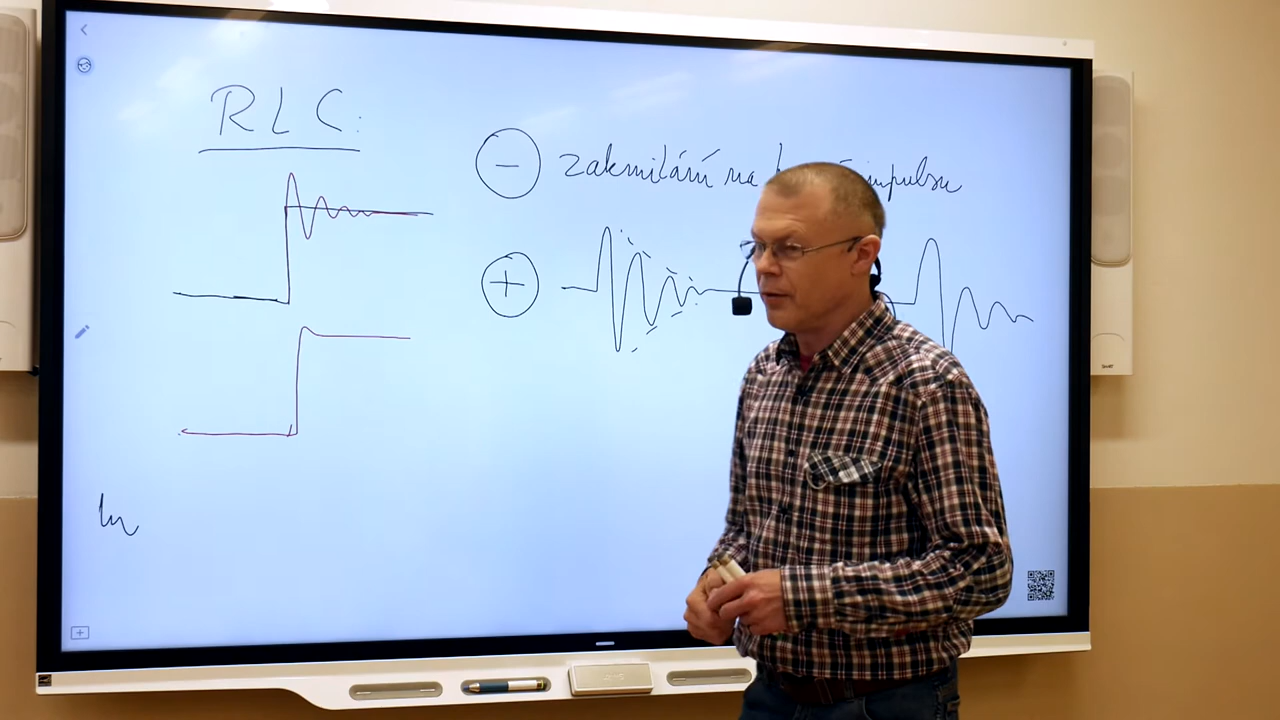 RLC:
− zakmitání na impulsu
+